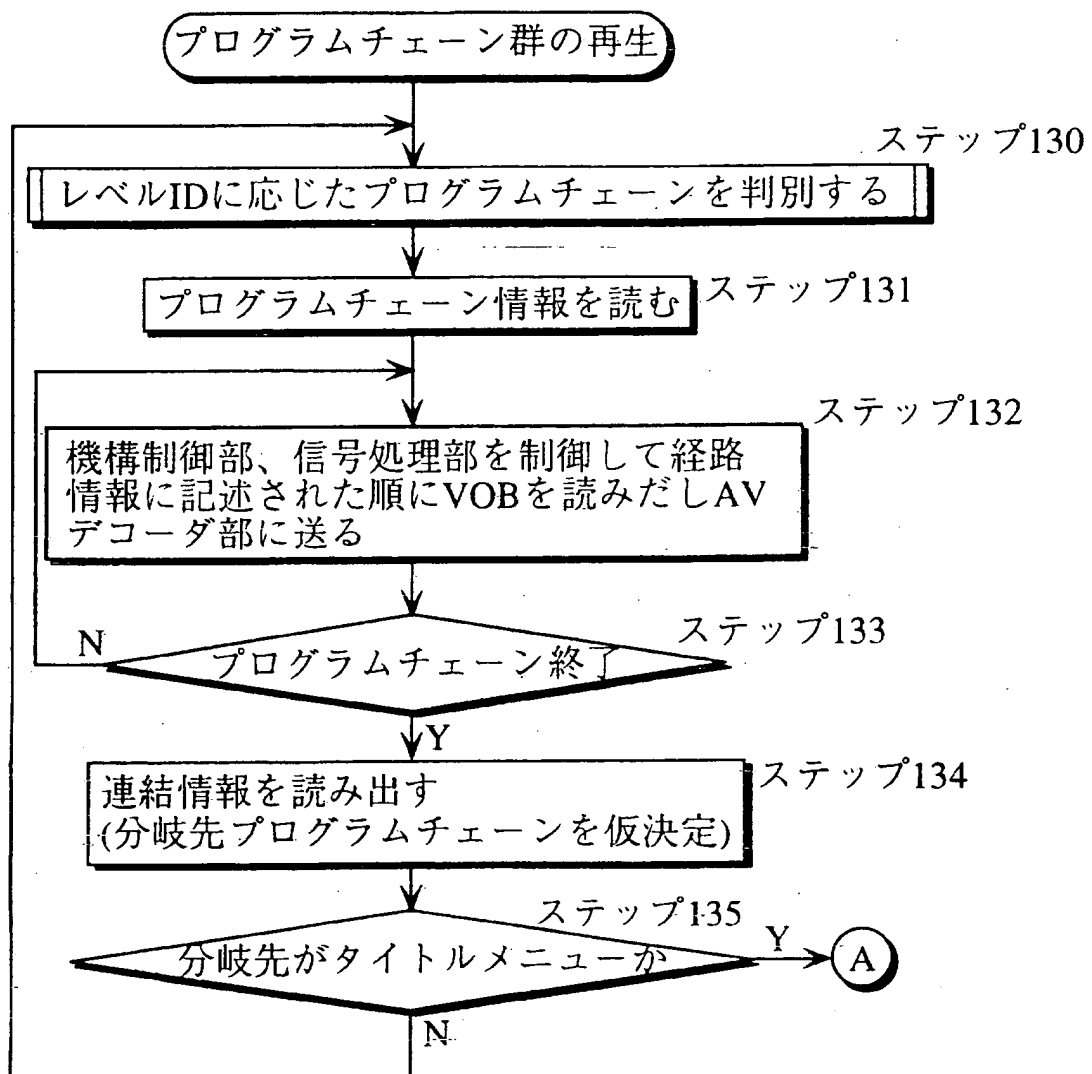 プログラムチェーン群の再生
ステップ130
レベルIDに応じたプログラムチェーンを判別する
ステップ131
プログラムチェーン情報を読む
ステップ132
機構制御部、信号処理部を制御して経路
情報に記述された順にVOBを読みだしAV
デコーダ部に送る
ステップ133
N
プログラムチェーン終了
Y
ステップ134
連結情報を読み出す
(分岐先プログラムチェーンを仮決定)
ステップ135
分岐先がタイトルメニューか
Y
A
N